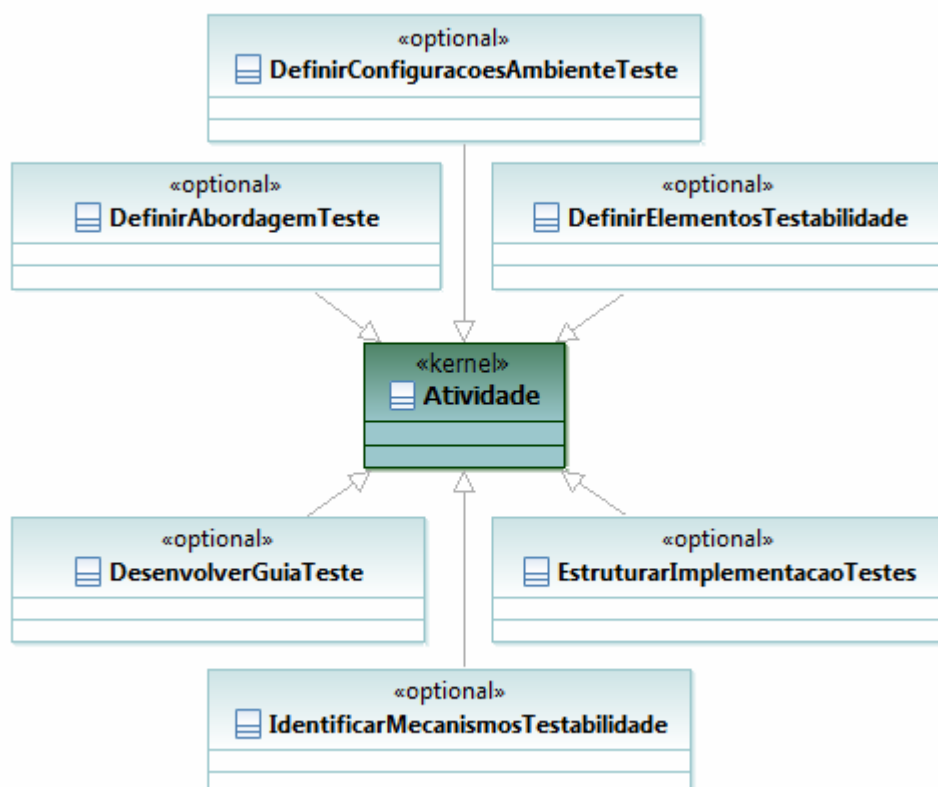 «optional»
DefinirConfiguracoesAmbienteTeste
«optional»
DefinirAbordagemTeste
«optional»
DefinirElementosTestabilidade
«kernel»
Atividade
«optional»
DesenvolverGuiaTeste
«optional»
EstruturarImplementacaoTestes
«optional»
IdentificarMecanismosTestabilidade